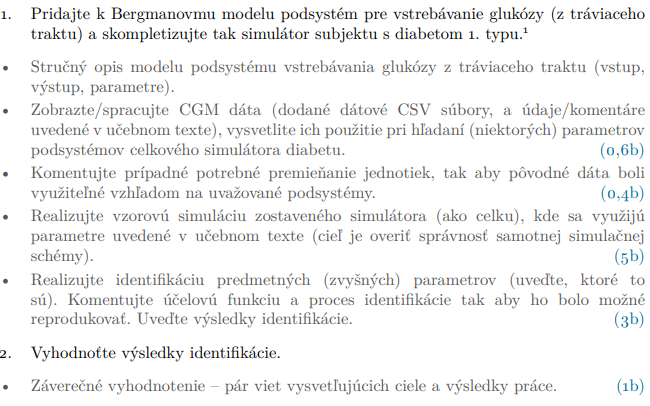 1. Pridajte k Bergmanovmu modelu podsystém pre vstrebávanie glukózy (z tráviaceho
traktu) a skompletizujte tak simulátor subjektu s diabetom 1. typu.¹
• Stručný opis modelu podsystému vstrebávania glukózy z tráviaceho traktu (vstup,
výstup, parametre).
• Zobrazte/spracujte CGM dáta (dodané dátové CSV súbory, a údaje/komentáre
uvedené v učebnom texte), vysvetlite ich použitie pri hľadaní (niektorých) parametrov
podsystémov celkového simulátora diabetu. (0,6b)
• Komentujte prípadné potrebné premieňanie jednotiek, tak aby pôvodné dáta boli
využiteľné vzhľadom na uvažované podsystémy. (0,4b)
• Realizujte vzorovú simuláciu zostaveného simulátora (ako celku), kde sa využijú
parametre uvedené v učebnom texte (cieľ je overiť správnosť samotnej simulačnej
schémy). (5b)
• Realizujte identifikáciu predmetných (zvyšných) parametrov (uveďte, ktoré to
sú). Komentujte účelovú funkciu a proces identifikácie tak aby ho bolo možné
reprodukovať. Uveďte výsledky identifikácie. (3b)
2. Vyhodnoťte výsledky identifikácie.
• Záverečné vyhodnotenie – pár viet vysvetľujúcich ciele a výsledky práce. (1b)